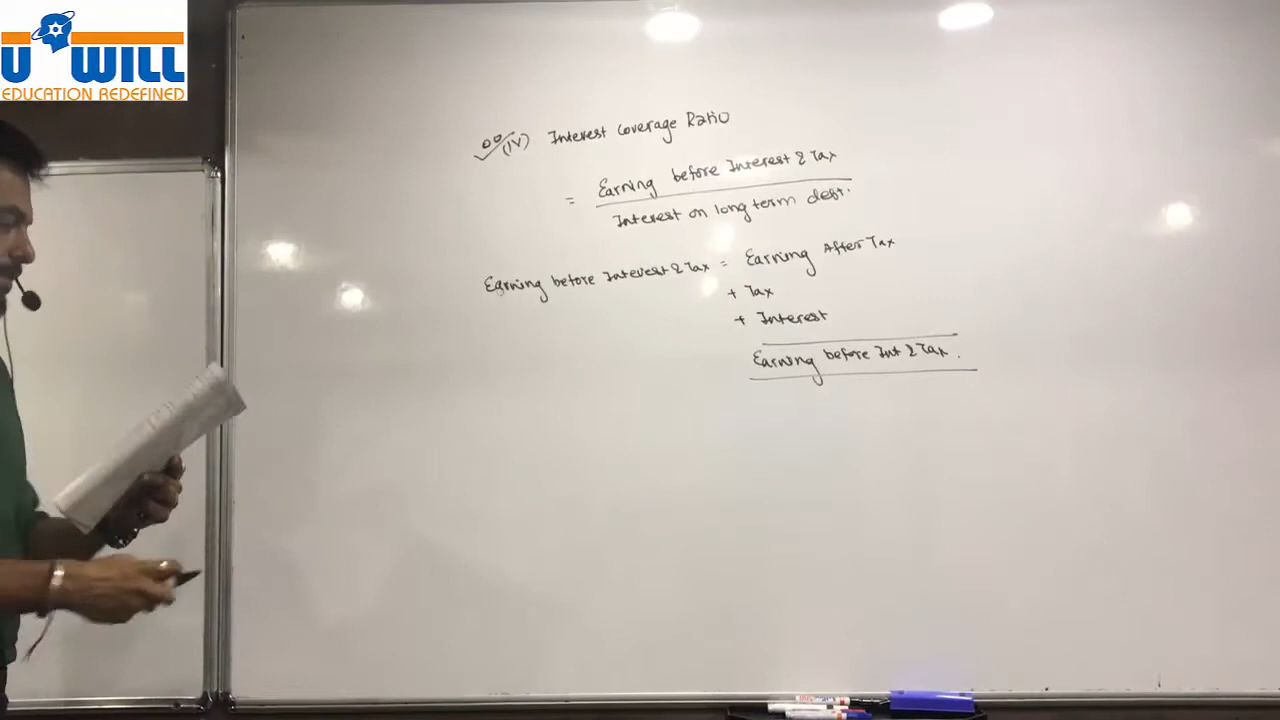 U WILL
EDUCATION REDEFINED
(IV) Interest Coverage Ratio
= Earning before Interest & Tax
Interest on long term debt.
Earning before Interest & Tax = Earning After Tax
+ Tax
+ Interest
Earning before Int & Tax.